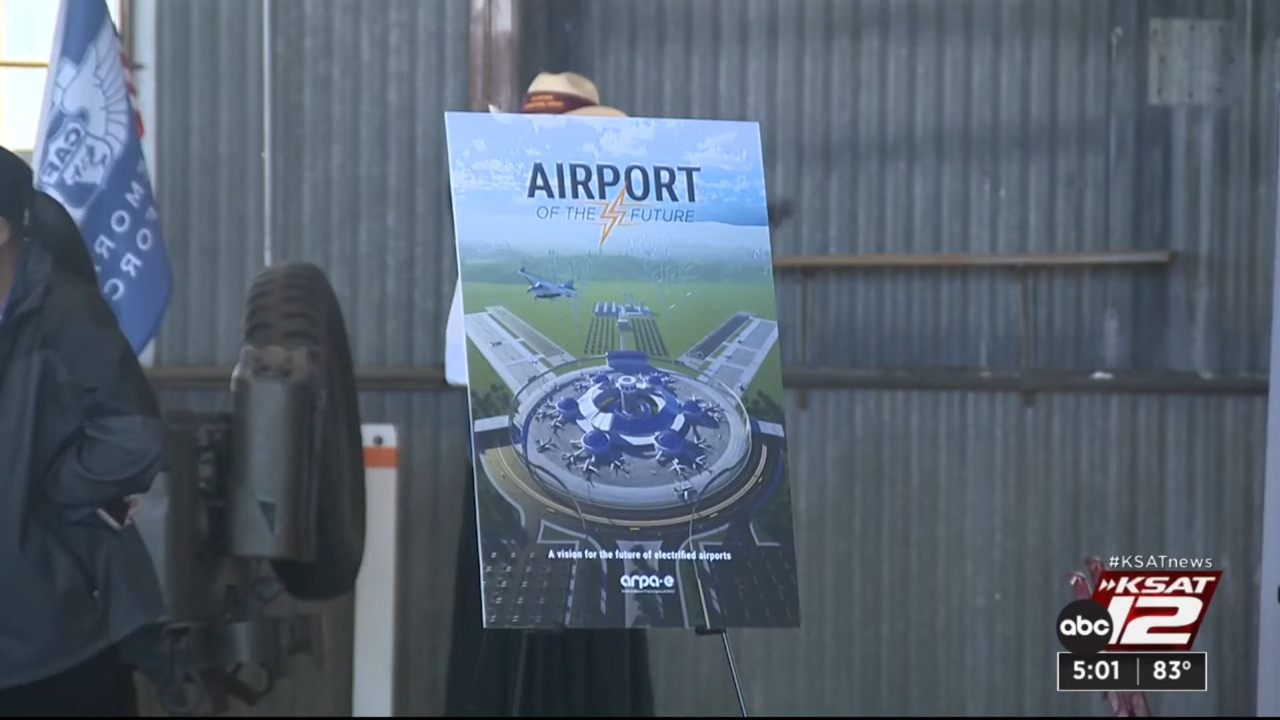 CAF
AIRPORT
OF THE FUTURE
A vision for the future of electrified airports
arpa·e
#KSATnews
KSAT
abc 12
5:01 83°